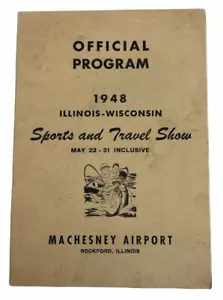 OFFICIAL
PROGRAM
1948
ILLINOIS-WISCONSIN
Sports and Travel Show
MAY 22-31 INCLUSIVE
MACHESNEY AIRPORT
ROCKFORD, ILLINOIS